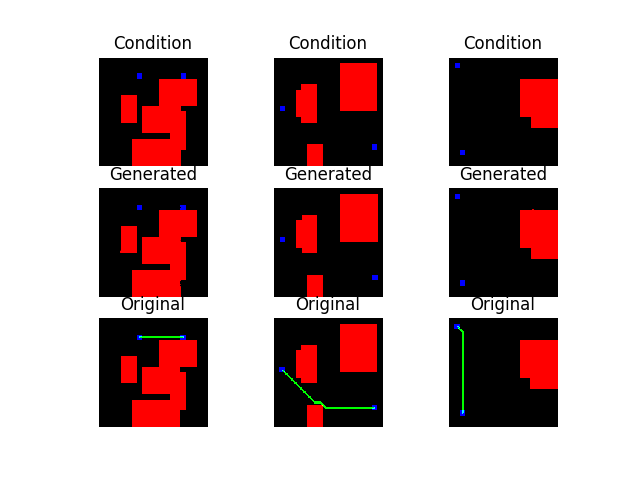 Condition Condition Condition
Generated Generated Generated
Original Original Original